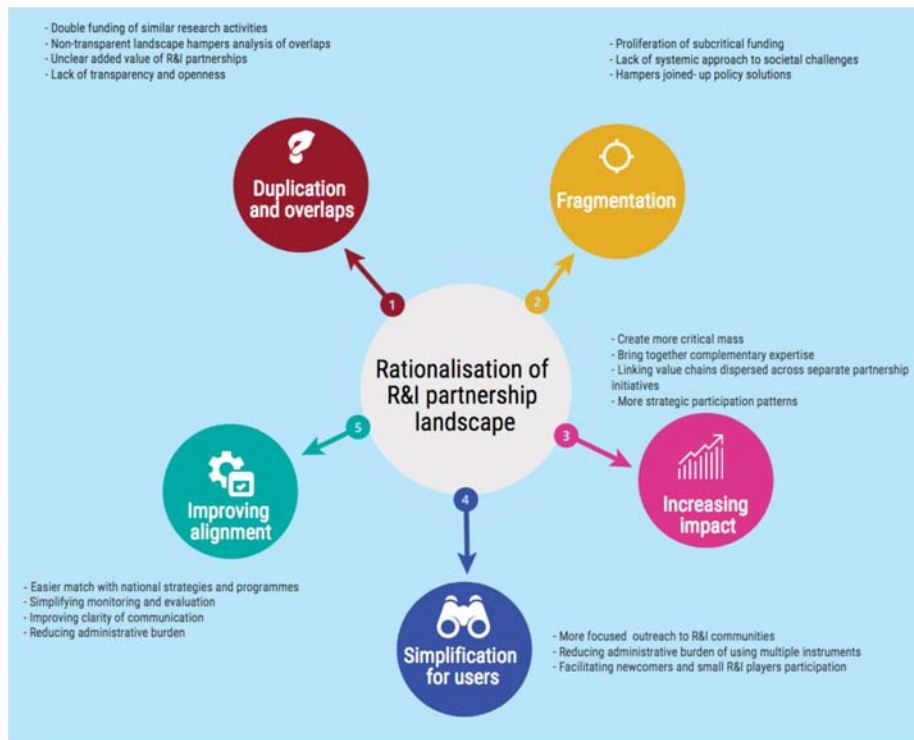 - Double funding of similar research activities
- Non-transparent landscape hampers analysis of overlaps
- Unclear added value of R&I partnerships
- Lack of transparency and openness
- Proliferation of subcritical funding
- Lack of systemic approach to societal challenges
- Hampers joined- up policy solutions
Duplication
and overlaps
Fragmentation
1
2
Rationalisation of
R&I partnership
landscape
- Create more critical mass
- Bring together complementary expertise
- Linking value chains dispersed across separate partnership
initiatives
- More strategic participation patterns
3
Increasing
impact
4
Simplification
for users
- More focused outreach to R&I communities
- Reducing administrative burden of using multiple instruments
- Facilitating newcomers and small R&I players participation
5
Improving
alignment
- Easier match with national strategies and programmes
- Simplifying monitoring and evaluation
- Improving clarity of communication
- Reducing administrative burden